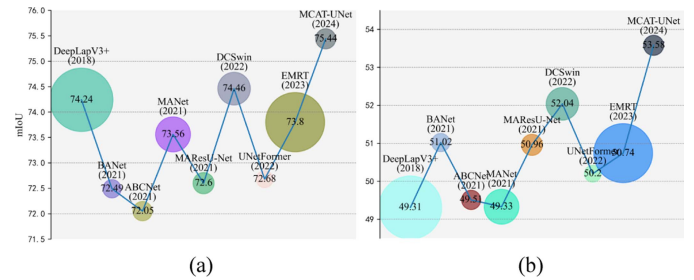 76.0
75.5
75.0
74.5
74.0
73.5
73.0
72.5
72.0
71.5
mIoU
DeepLapV3+
(2018)
74.24
BANet
(2021)
72.49
ABCNet
(2021)
72.05
MANet
(2021)
73.56
MAResU-Net
(2021)
72.6
DCSwin
(2022)
74.46
UNetFormer
(2022)
72.68
EMRT
(2023)
73.8
MCAT-UNet
(2024)
75.44
(a)
54
53
52
51
50
49
DeepLapV3+
(2018)
49.31
BANet
(2021)
51.02
ABCNet
(2021)
49.51
MANet
(2021)
49.33
MAResU-Net
(2021)
50.96
DCSwin
(2022)
52.04
UNetFormer
(2022)
50.2
EMRT
(2023)
50.74
MCAT-UNet
(2024)
53.58
(b)